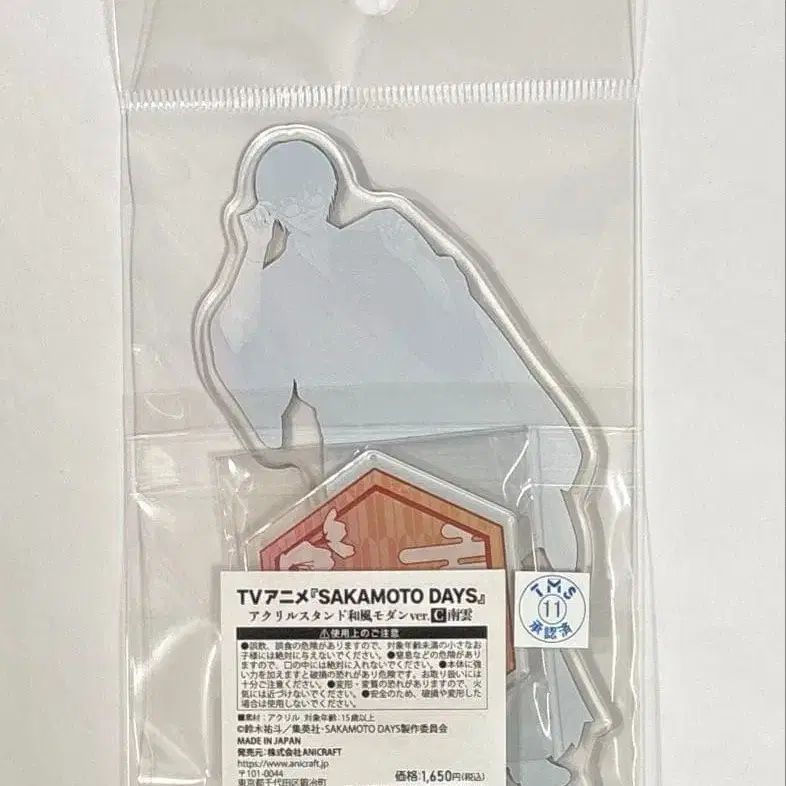 TVアニメ『SAKAMOTO DAYS』
アクリルスタンド和風モダンver. C 南雲
⚠使用上のご注意
●誤飲、誤食の危険がありますので、対象年齢未満の小さなお
子様には絶対に与えないでください。●窒息などの危険があり
ますので、口の中には絶対に入れないでください。●本体に強
い力を加えますと破損の恐れがあり危険です。お取り扱いには
十分ご注意ください。●変形・変質の恐れがありますので、火
気には近づけないでください。●安全のため、破損や変形した
場合は使用しないでください。
■素材:アクリル 対象年齢:15歳以上
©鈴木祐斗/集英社・SAKAMOTO DAYS製作委員会
MADE IN JAPAN
発売元:株式会社ANICRAFT
https://www.anicraft.jp
〒101-0044
東京都千代田区鍛冶町
価格:1,650円(税込)
TMS
11
承認済